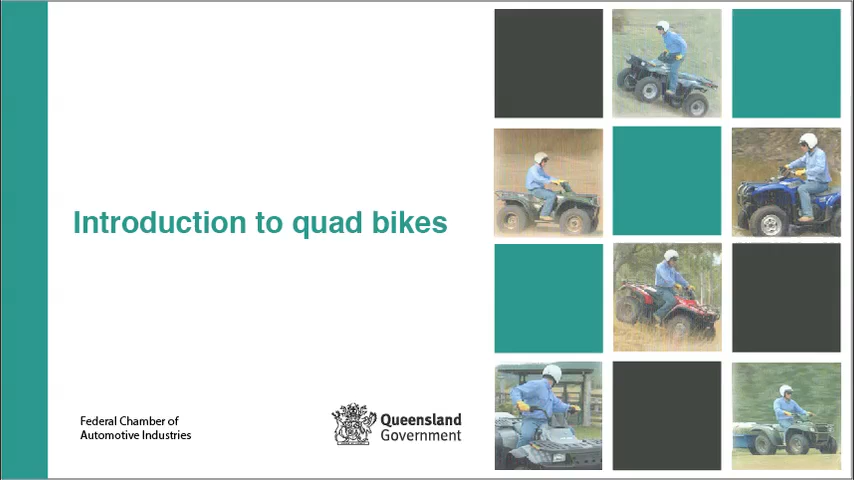 Introduction to quad bikes
Federal Chamber of
Automotive Industries
Queensland
Government